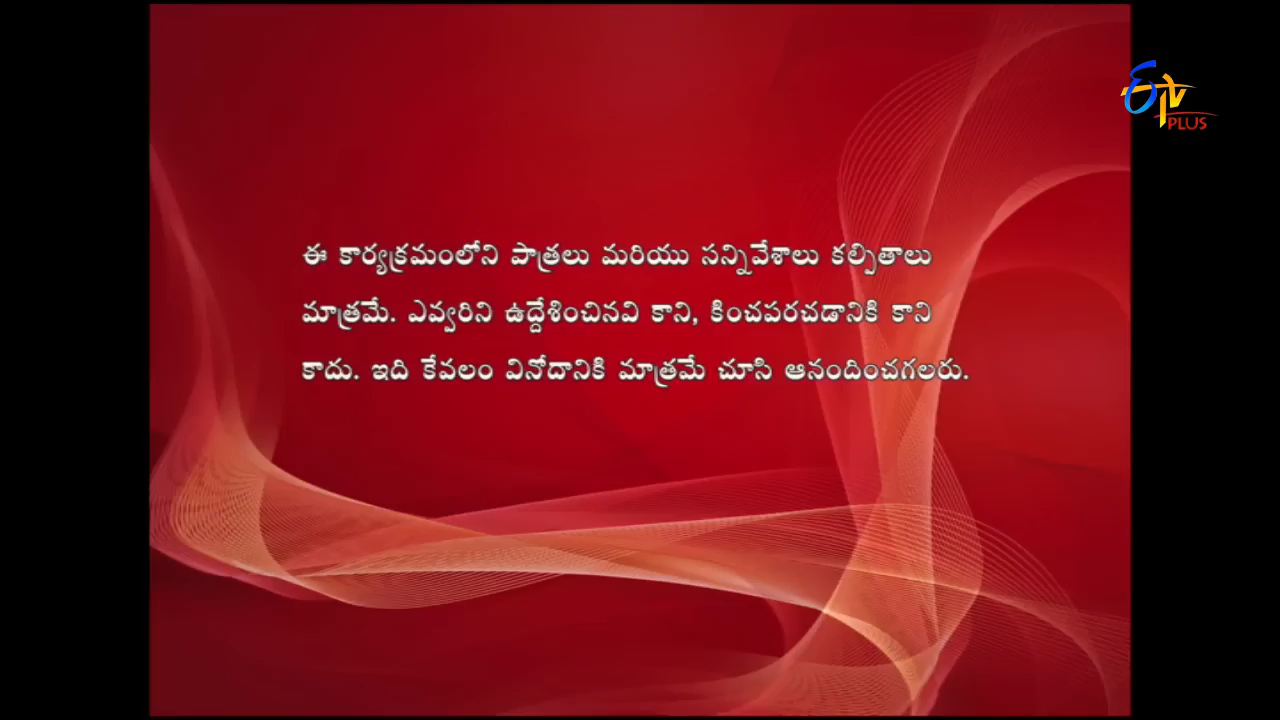 ETV
PLUS
ఈ కార్యక్రమంలోని పాత్రలు మరియు సన్నివేశాలు కల్పితాలు
మాత్రమే. ఎవ్వరిని ఉద్దేశించినవి కాని, కించపరచడానికి కాని
కాదు. ఇది కేవలం వినోదానికి మాత్రమే చూసి ఆనందించగలరు.